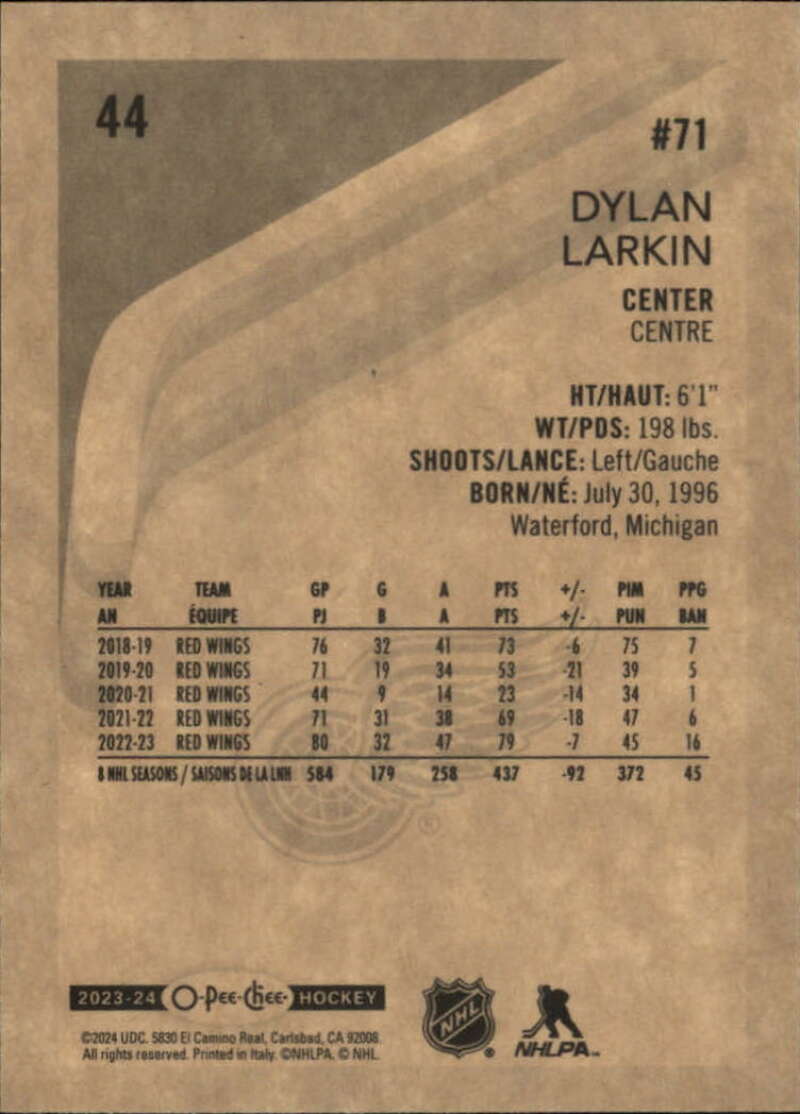 44
#71
DYLAN
LARKIN
CENTER
CENTRE
HT/HAUT: 6'1"
WT/PDS: 198 lbs.
SHOOTS/LANCE: Left/Gauche
BORN/NÉ: July 30, 1996
Waterford, Michigan
YEAR TEAM GP G A PTS +/- PIM PPG
AN ÉQUIPE PJ B A PTS +/- PUN BAN
2018-19 RED WINGS 76 32 41 73 -6 75 7
2019-20 RED WINGS 71 19 34 53 -21 39 5
2020-21 RED WINGS 44 9 14 23 -14 34 1
2021-22 RED WINGS 71 31 38 69 -18 47 6
2022-23 RED WINGS 80 32 47 79 -7 45 16
8 NHL SEASONS / SAISONS DE LA LNH 584 179 258 437 -92 372 45
®
2023-24 O-Pee-Chee- HOCKEY
©2024 UDC. 5830 El Camino Real, Carlsbad, CA 92008.
All rights reserved. Printed in Italy. ©NHLPA. © NHL.
NHL®
NHLPA™